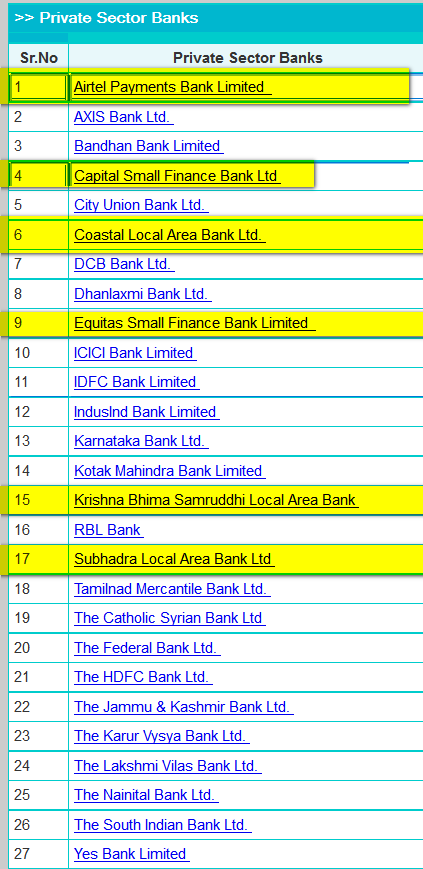 >> Private Sector Banks
Sr.No Private Sector Banks
1 Airtel Payments Bank Limited
2 AXIS Bank Ltd.
3 Bandhan Bank Limited
4 Capital Small Finance Bank Ltd
5 City Union Bank Ltd.
6 Coastal Local Area Bank Ltd.
7 DCB Bank Ltd.
8 Dhanlaxmi Bank Ltd.
9 Equitas Small Finance Bank Limited
10 ICICI Bank Limited
11 IDFC Bank Limited
12 IndusInd Bank Limited
13 Karnataka Bank Ltd.
14 Kotak Mahindra Bank Limited
15 Krishna Bhima Samruddhi Local Area Bank
16 RBL Bank
17 Subhadra Local Area Bank Ltd
18 Tamilnad Mercantile Bank Ltd.
19 The Catholic Syrian Bank Ltd
20 The Federal Bank Ltd.
21 The HDFC Bank Ltd.
22 The Jammu & Kashmir Bank Ltd.
23 The Karur Vysya Bank Ltd.
24 The Lakshmi Vilas Bank Ltd.
25 The Nainital Bank Ltd.
26 The South Indian Bank Ltd.
27 Yes Bank Limited